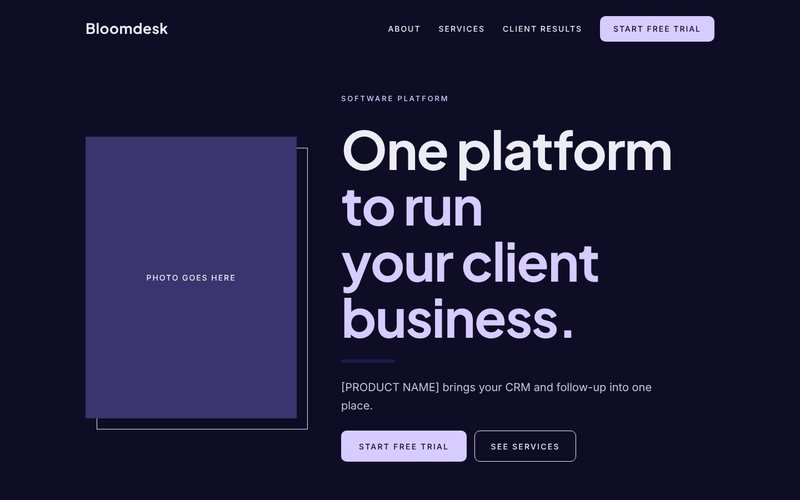 Bloomdesk
ABOUT
SERVICES
CLIENT RESULTS
START FREE TRIAL
SOFTWARE PLATFORM
One platform
to run
your client
business.
PHOTO GOES HERE
[PRODUCT NAME] brings your CRM and follow-up into one
place.
START FREE TRIAL
SEE SERVICES